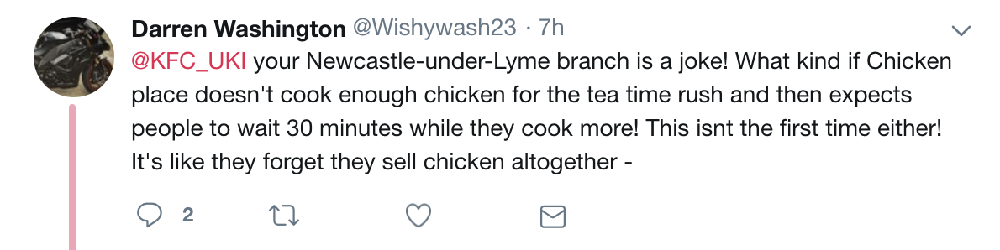 Darren Washington @Wishywash23 · 7h
@KFC_UKI your Newcastle-under-Lyme branch is a joke! What kind if Chicken
place doesn't cook enough chicken for the tea time rush and then expects
people to wait 30 minutes while they cook more! This isnt the first time either!
It's like they forget they sell chicken altogether -
2